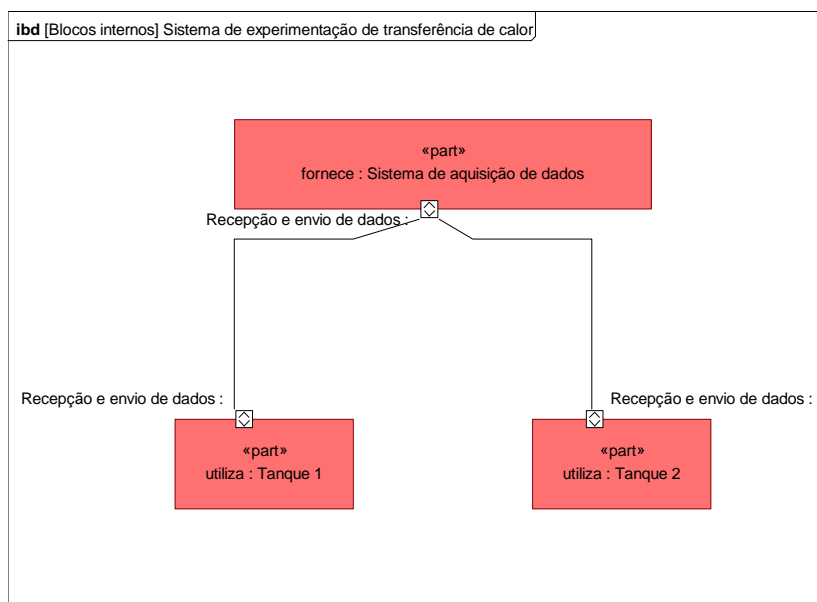 ibd [Blocos internos] Sistema de experimentação de transferência de calor
«part»
fornece : Sistema de aquisição de dados
Recepção e envio de dados :
Recepção e envio de dados :
Recepção e envio de dados :
«part»
utiliza : Tanque 1
«part»
utiliza : Tanque 2